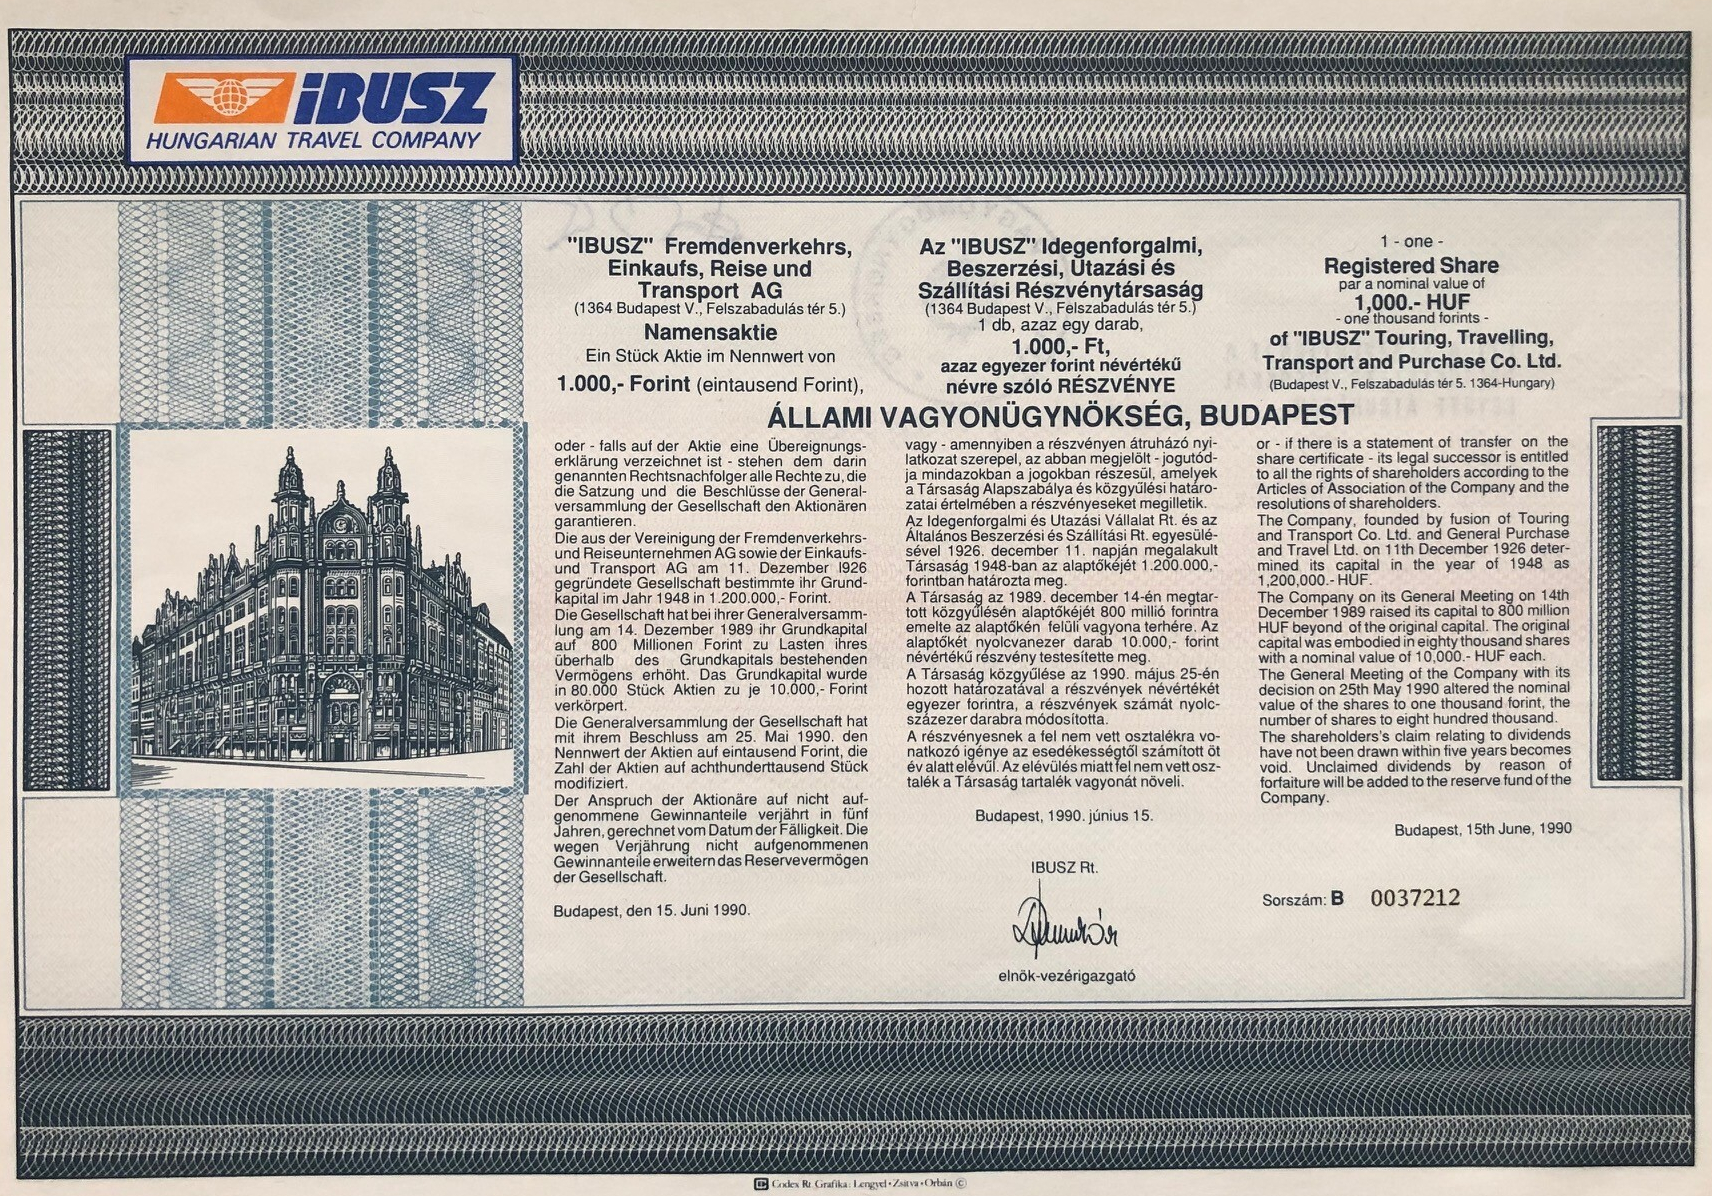 iBUSZ
HUNGARIAN TRAVEL COMPANY
"IBUSZ" Fremdenverkehrs,
Einkaufs, Reise und
Transport AG
(1364 Budapest V., Felszabadulás tér 5.)
Namensaktie
Ein Stück Aktie im Nennwert von
1.000,- Forint (eintausend Forint),
Az "IBUSZ" Idegenforgalmi,
Beszerzési, Utazási és
Szállítási Részvénytársaság
(1364 Budapest V., Felszabadulás tér 5.)
1 db, azaz egy darab,
1.000,- Ft,
azaz egyezer forint névértékű
névre szóló RÉSZVÉNYE
1 - one -
Registered Share
par a nominal value of
1,000.- HUF
- one thousand forints -
of "IBUSZ" Touring, Travelling,
Transport and Purchase Co. Ltd.
(Budapest V., Felszabadulás tér 5. 1364-Hungary)
ÁLLAMI VAGYONÜGYNÖKSÉG, BUDAPEST
oder - falls auf der Aktie eine Übereignungs-
erklärung verzeichnet ist - stehen dem darin
genannten Rechtsnachfolger alle Rechte zu, die
die Satzung und die Beschlüsse der General-
versammlung der Gesellschaft den Aktionären
garantieren.
Die aus der Vereinigung der Fremdenverkehrs-
und Reiseunternehmen AG sowie der Einkaufs-
und Transport AG am 11. Dezember 1926
gegründete Gesellschaft bestimmte ihr Grund-
kapital im Jahr 1948 in 1.200.000,- Forint.
Die Gesellschaft hat bei ihrer Generalversamm-
lung am 14. Dezember 1989 ihr Grundkapital
auf 800 Millionen Forint zu Lasten ihres
überhalb des Grundkapitals bestehenden
Vermögens erhöht. Das Grundkapital wurde
in 80.000 Stück Aktien zu je 10.000,- Forint
verkörpert.
Die Generalversammlung der Gesellschaft hat
mit ihrem Beschluss am 25. Mai 1990. den
Nennwert der Aktien auf eintausend Forint, die
Zahl der Aktien auf achthunderttausend Stück
modifiziert.
Der Anspruch der Aktionäre auf nicht auf-
genommene Gewinnanteile verjährt in fünf
Jahren, gerechnet vom Datum der Fälligkeit. Die
wegen Verjährung nicht aufgenommenen
Gewinnanteile erweitern das Reservevermögen
der Gesellschaft.
Budapest, den 15. Juni 1990.
vagy - amennyiben a részvényen átruházó nyi-
latkozat szerepel, az abban megjelölt - jogutód-
ja mindazokban a jogokban részesül, amelyek
a Társaság Alapszabálya és közgyűlési határo-
zatai értelmében a részvényeseket megilletik.
Az Idegenforgalmi és Utazási Vállalat Rt. és az
Általános Beszerzési és Szállítási Rt. egyesülé-
sével 1926. december 11. napján megalakult
Társaság 1948-ban az alaptőkéjét 1.200.000,-
forintban határozta meg.
A Társaság az 1989. december 14-én megtar-
tott közgyűlésén alaptőkéjét 800 millió forintra
emelte az alaptőkén felüli vagyona terhére. Az
alaptőkét nyolcvanezer darab 10.000,- forint
névértékű részvény testesítette meg.
A Társaság közgyűlése az 1990. május 25-én
hozott határozatával a részvények névértékét
egyezer forintra, a részvények számát nyolc-
százezer darabra módosította.
A részvényesnek a fel nem vett osztalékra vo-
natkozó igénye az esedékességtől számított öt
év alatt elévül. Az elévülés miatt fel nem vett osz-
talék a Társaság tartalék vagyonát növeli.
Budapest, 1990. június 15.
IBUSZ Rt.
elnök-vezérigazgató
or - if there is a statement of transfer on the
share certificate - its legal successor is entitled
to all the rights of shareholders according to the
Articles of Association of the Company and the
resolutions of shareholders.
The Company, founded by fusion of Touring
and Transport Co. Ltd. and General Purchase
and Travel Ltd. on 11th December 1926 deter-
mined its capital in the year of 1948 as
1,200,000.- HUF.
The Company on its General Meeting on 14th
December 1989 raised its capital to 800 million
HUF beyond of the original capital. The original
capital was embodied in eighty thousand shares
with a nominal value of 10,000.- HUF each.
The General Meeting of the Company with its
decision on 25th May 1990 altered the nominal
value of the shares to one thousand forint, the
number of shares to eight hundred thousand.
The shareholders's claim relating to dividends
have not been drawn within five years becomes
void. Unclaimed dividends by reason of
forfaiture will be added to the reserve fund of the
Company.
Budapest, 15th June, 1990
Sorszám: B 0037212
Codex Rt. Grafika: Lengyel • Zsitva • Orbán ©